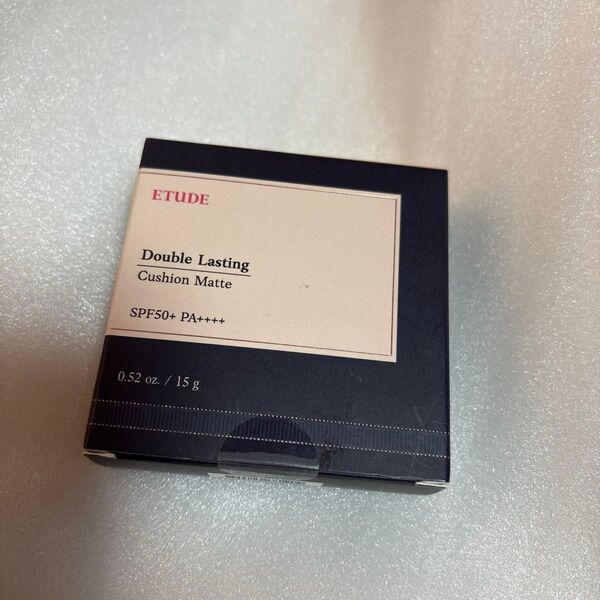 ETUDE
Double Lasting
Cushion Matte
SPF50+ PA++++
0.52 oz. / 15 g